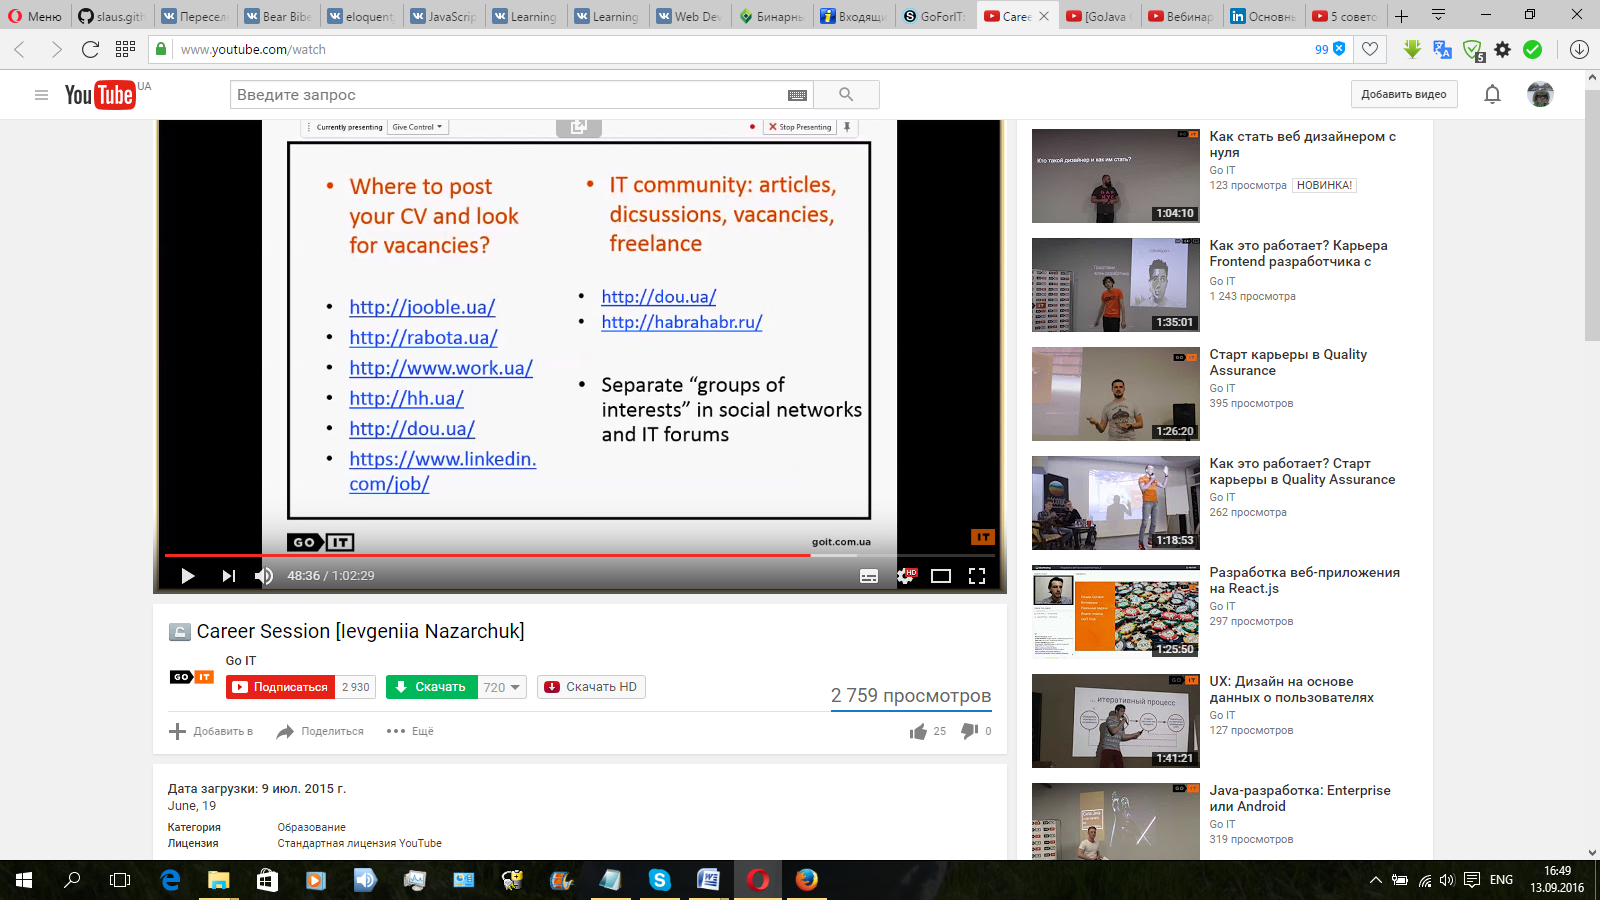 Меню
slaus.gith
Пересел
Bear Bibe
eloquent
JavaScrip
Learning
Learning
Web Dev
Бинарны
Входящи
GoForIT:
Caree
[GoJava
Вебинар
Основнь
5 совето
www.youtube.com/watch
99
5
YouTube UA
Введите запрос
Добавить видео
Currently presenting
Give Control
Stop Presenting
• Where to post
your CV and look
for vacancies?
• http://jooble.ua/
• http://rabota.ua/
• http://www.work.ua/
• http://hh.ua/
• http://dou.ua/
• https://www.linkedin.
com/job/
• IT community: articles,
dicsussions, vacancies,
freelance
• http://dou.ua/
• http://habrahabr.ru/
• Separate “groups of
interests” in social networks
and IT forums
GO IT
goit.com.ua
IT
48:36 / 1:02:29
HD
Career Session [Ievgeniia Nazarchuk]
GO IT
Go IT
Подписаться
2 930
Скачать
720
Скачать HD
2 759 просмотров
Добавить в
Поделиться
Ещё
25
0
Дата загрузки: 9 июл. 2015 г.
June, 19
Категория
Образование
Лицензия
Стандартная лицензия YouTube
Кто такой дизайнер и как им стать?
1:04:10
Как стать веб дизайнером с
нуля
Go IT
123 просмотра
НОВИНКА!
1:35:01
Как это работает? Карьера
Frontend разработчика с
Go IT
1 243 просмотра
1:26:20
Старт карьеры в Quality
Assurance
Go IT
395 просмотров
1:18:53
Как это работает? Старт
карьеры в Quality Assurance
Go IT
262 просмотра
1:25:50
Разработка веб-приложения
на React.js
Go IT
297 просмотров
... итеративный процесс
1:41:21
UX: Дизайн на основе
данных о пользователях
Go IT
127 просмотров
Java-разработка: Enterprise
или Android
Go IT
319 просмотров
ENG
16:49
13.09.2016